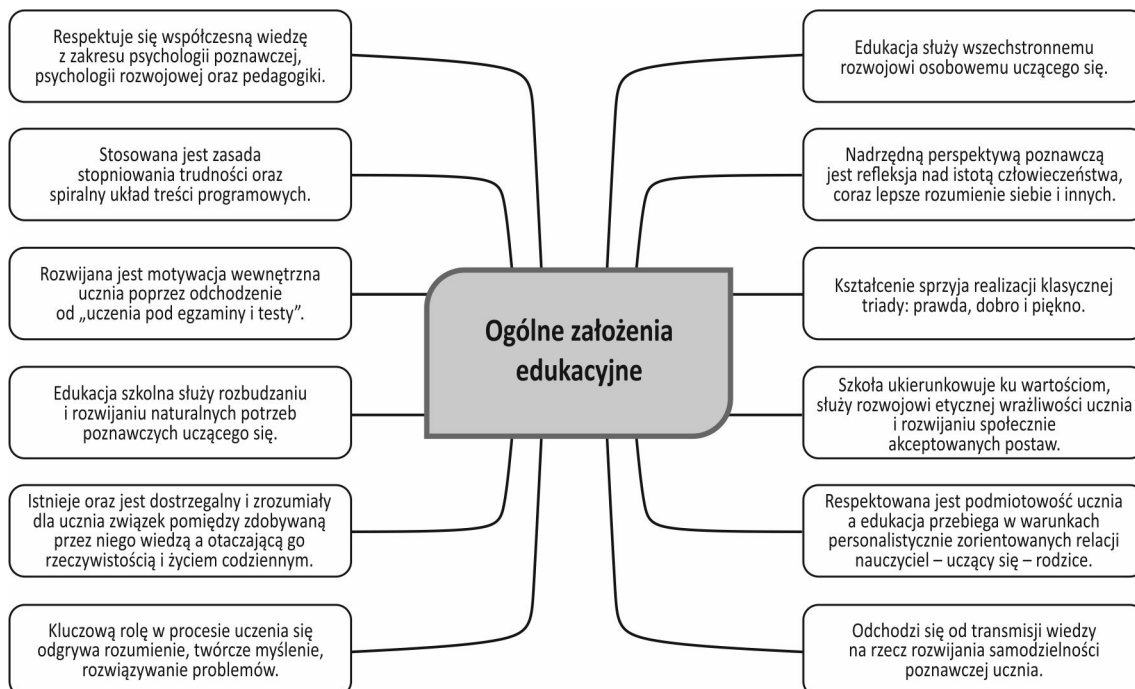 Respektuje się współczesną wiedzę
z zakresu psychologii poznawczej,
psychologii rozwojowej oraz pedagogiki.
Stosowana jest zasada
stopniowania trudności oraz
spiralny układ treści programowych.
Rozwijana jest motywacja wewnętrzna
ucznia poprzez odchodzenie
od „uczenia pod egzaminy i testy”.
Edukacja szkolna służy rozbudzaniu
i rozwijaniu naturalnych potrzeb
poznawczych uczącego się.
Istnieje oraz jest dostrzegalny i zrozumiały
dla ucznia związek pomiędzy zdobywaną
przez niego wiedzą a otaczającą go
rzeczywistością i życiem codziennym.
Kluczową rolę w procesie uczenia się
odgrywa rozumienie, twórcze myślenie,
rozwiązywanie problemów.
Ogólne założenia
edukacyjne
Edukacja służy wszechstronnemu
rozwojowi osobowemu uczącego się.
Nadrzędną perspektywą poznawczą
jest refleksja nad istotą człowieczeństwa,
coraz lepsze rozumienie siebie i innych.
Kształcenie sprzyja realizacji klasycznej
triady: prawda, dobro i piękno.
Szkoła ukierunkowuje ku wartościom,
służy rozwojowi etycznej wrażliwości ucznia
i rozwijaniu społecznie
akceptowanych postaw.
Respektowana jest podmiotowość ucznia
a edukacja przebiega w warunkach
personalistycznie zorientowanych relacji
nauczyciel – uczący się – rodzice.
Odchodzi się od transmisji wiedzy
na rzecz rozwijania samodzielności
poznawczej ucznia.